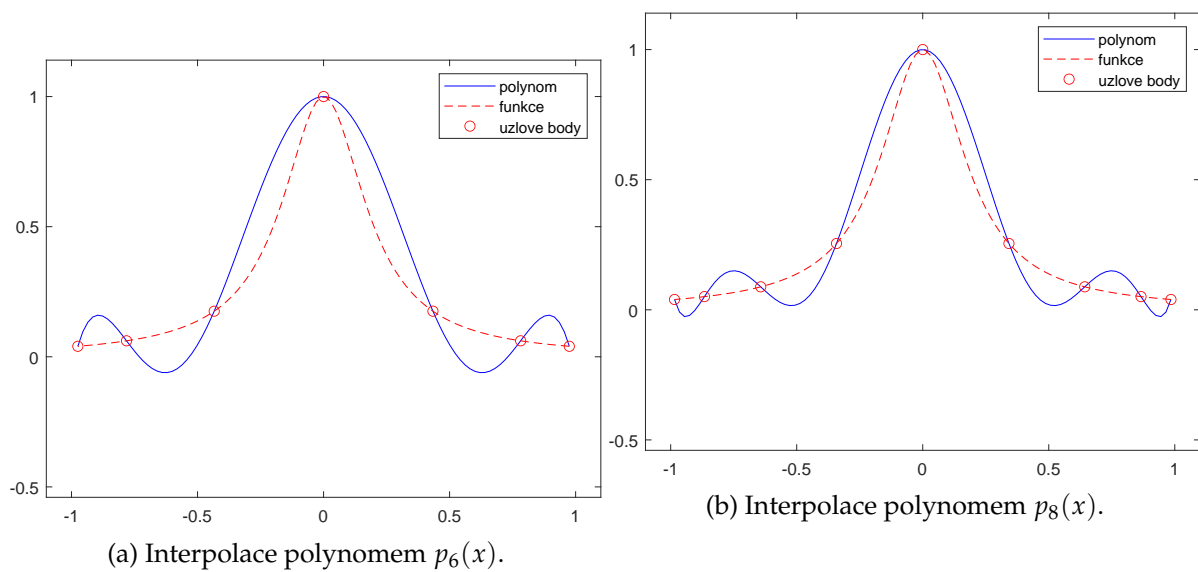 1
0.5
0
-0.5
-1
-0.5
0
0.5
1
polynom
funkce
uzlove body
(a) Interpolace polynomem p₆(x).
1
0.5
0
-0.5
-1
-0.5
0
0.5
1
polynom
funkce
uzlove body
(b) Interpolace polynomem p₈(x).